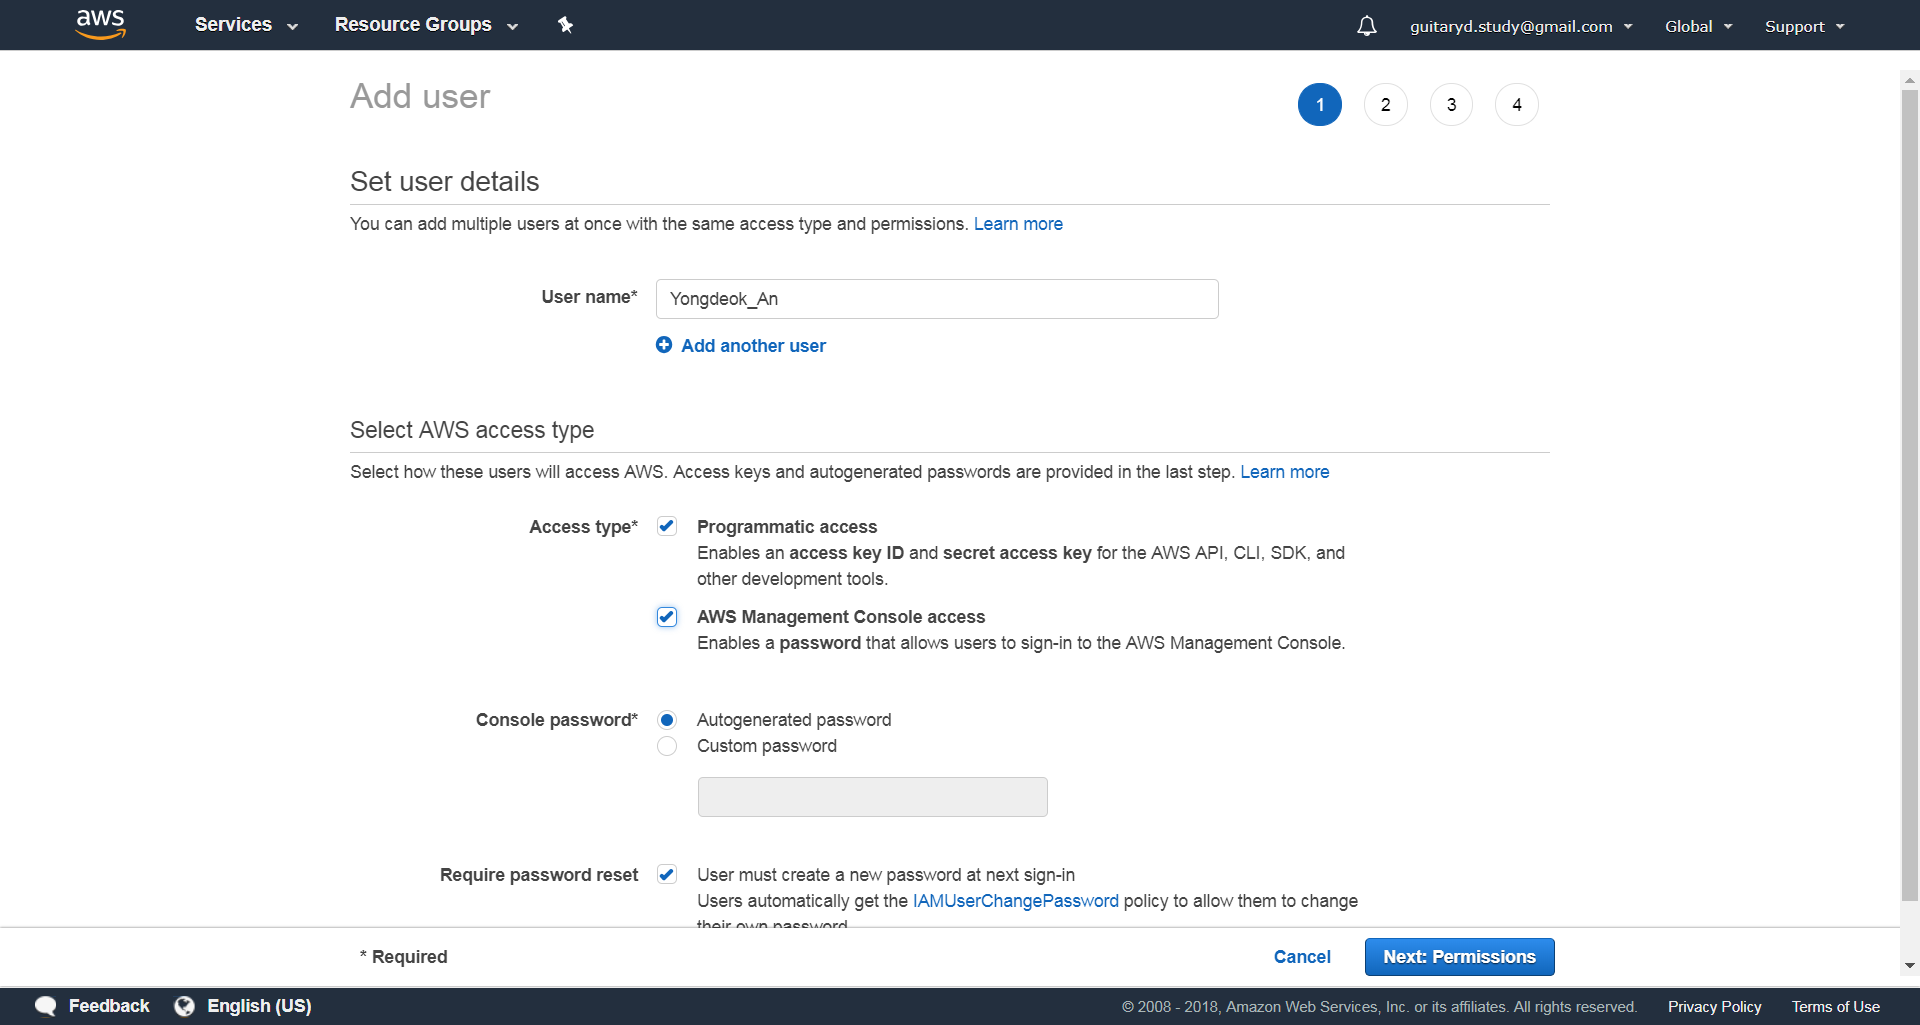 aws Services Resource Groups guitaryd.study@gmail.com Global Support
Add user 1 2 3 4
Set user details
You can add multiple users at once with the same access type and permissions. Learn more
User name* Yongdeok_An
Add another user
Select AWS access type
Select how these users will access AWS. Access keys and autogenerated passwords are provided in the last step. Learn more
Access type* Programmatic access
Enables an access key ID and secret access key for the AWS API, CLI, SDK, and
other development tools.
AWS Management Console access
Enables a password that allows users to sign-in to the AWS Management Console.
Console password* Autogenerated password
Custom password
Require password reset User must create a new password at next sign-in
Users automatically get the IAMUserChangePassword policy to allow them to change
their own password
* Required Cancel Next: Permissions
Feedback English (US) © 2008 - 2018, Amazon Web Services, Inc. or its affiliates. All rights reserved. Privacy Policy Terms of Use